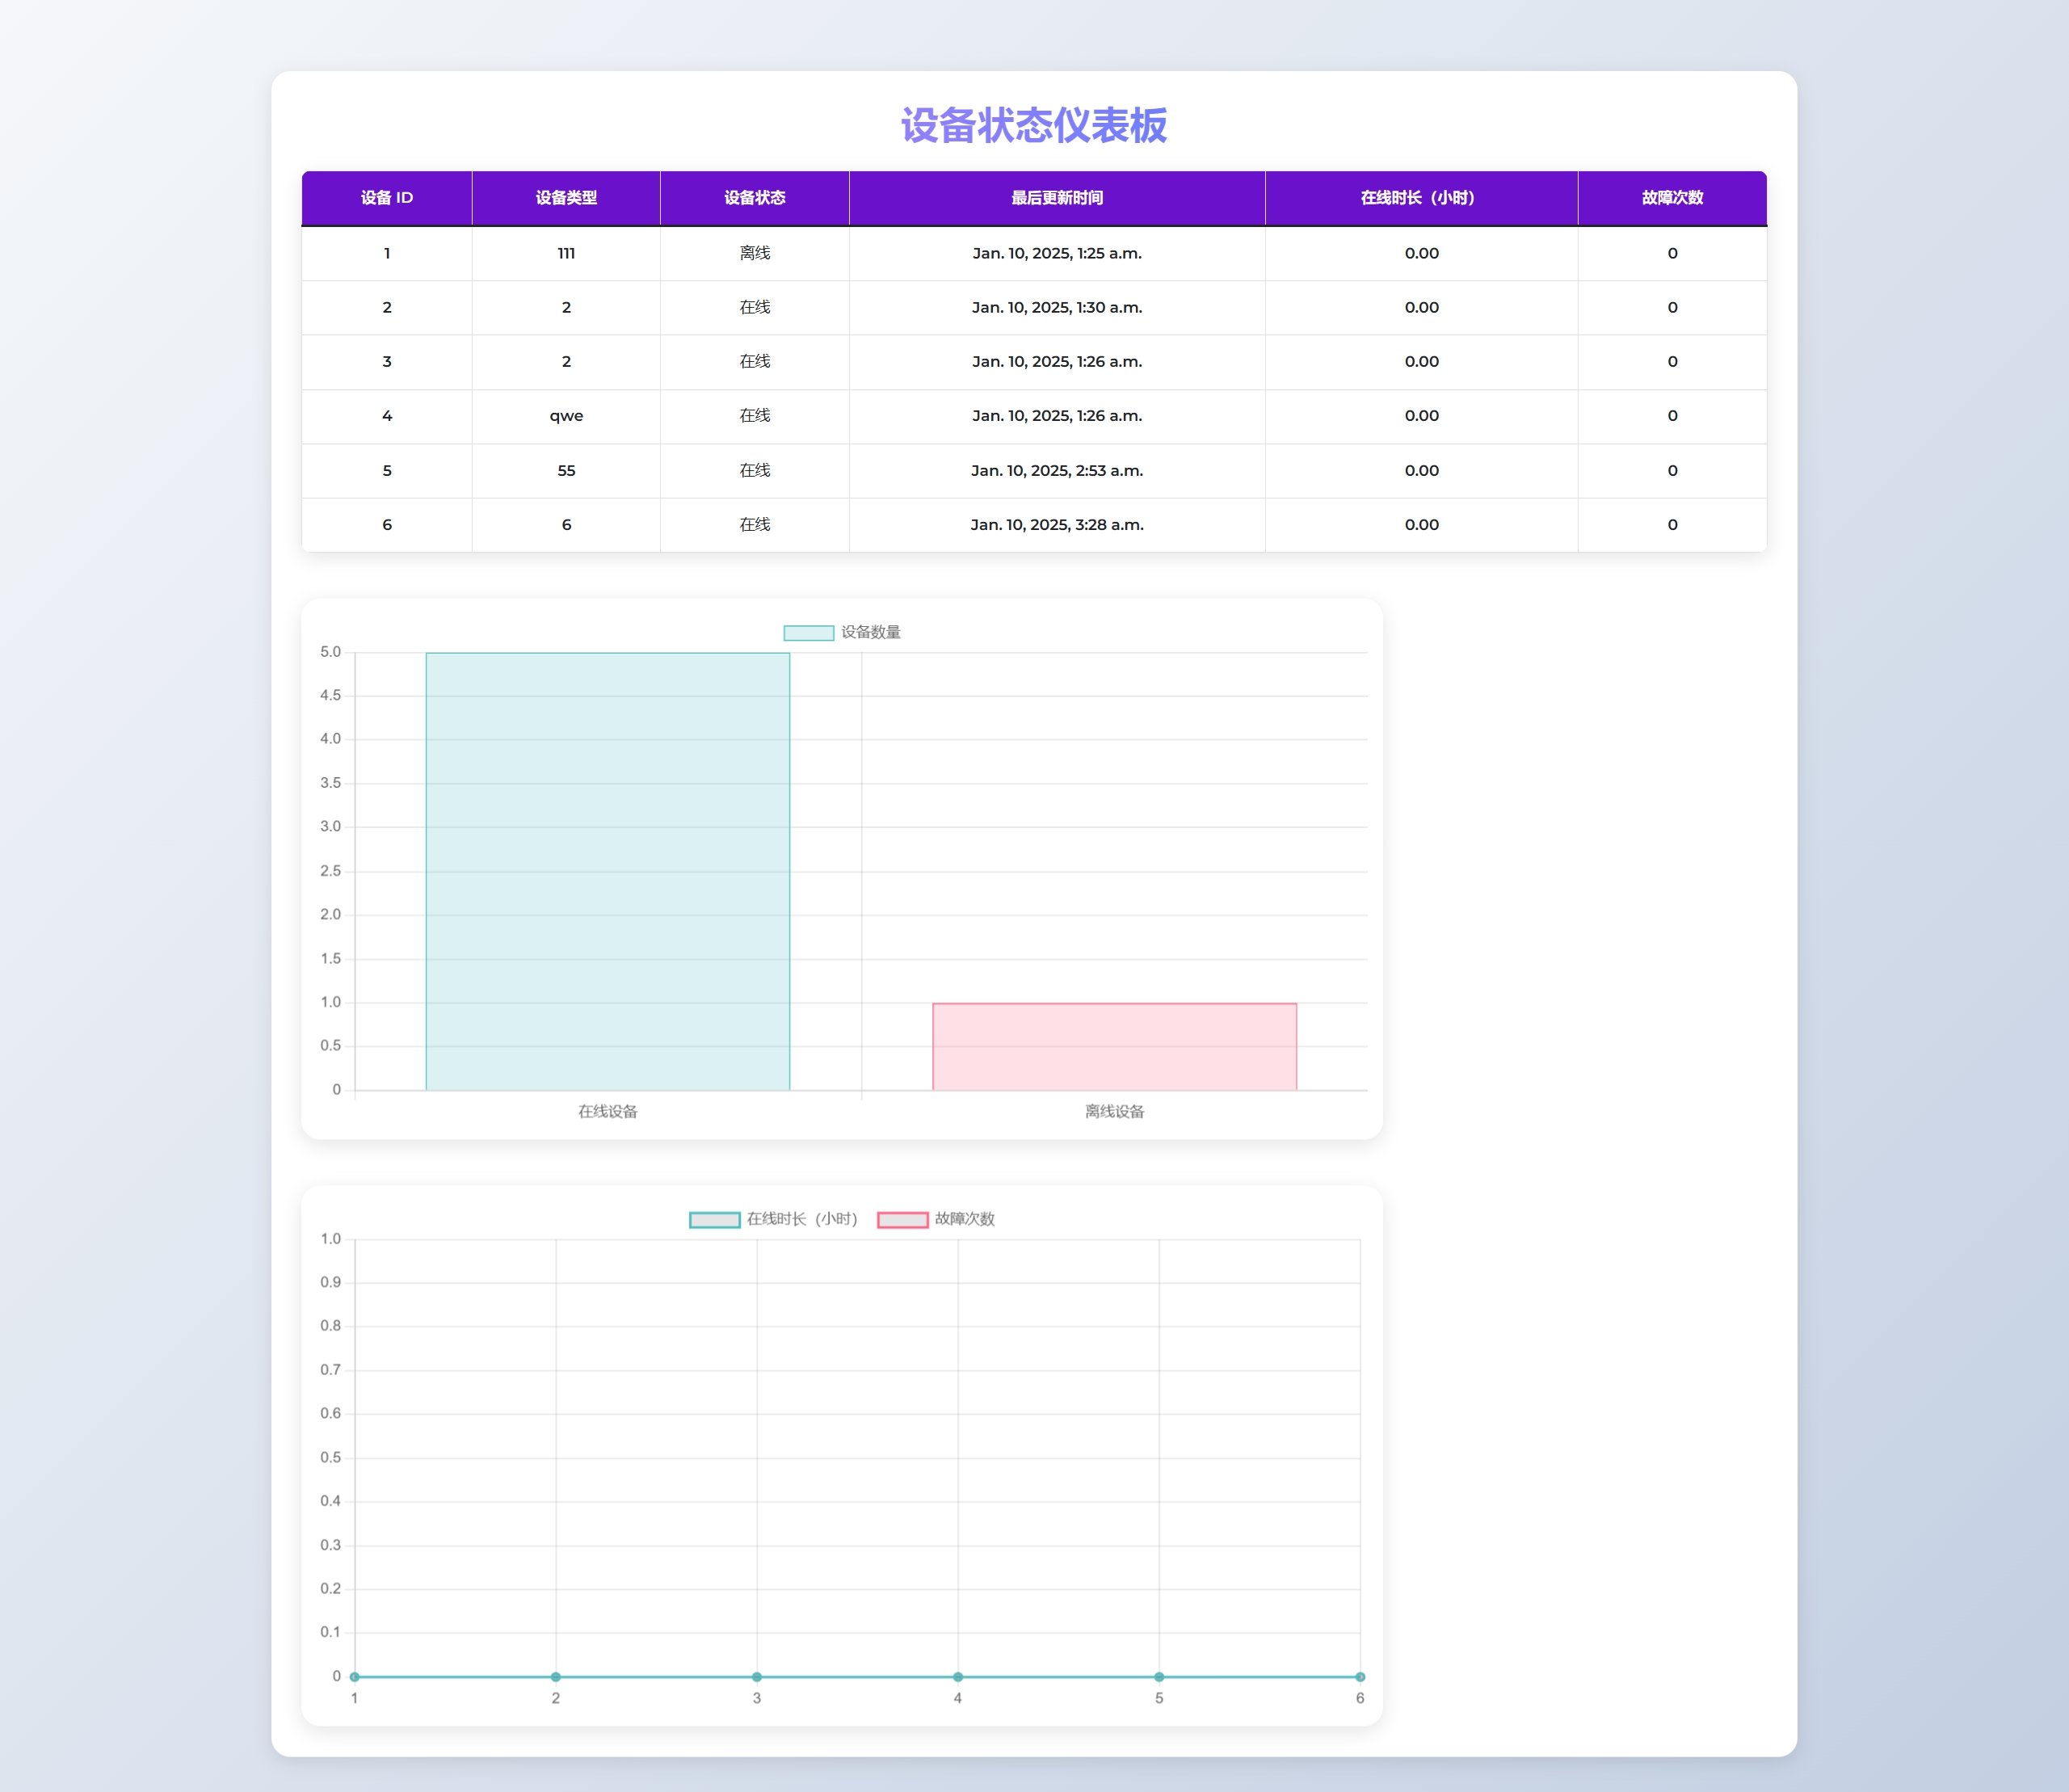 设备状态仪表板
设备 ID 设备类型 设备状态 最后更新时间 在线时长（小时） 故障次数
1 111 离线 Jan. 10, 2025, 1:25 a.m. 0.00 0
2 2 在线 Jan. 10, 2025, 1:30 a.m. 0.00 0
3 2 在线 Jan. 10, 2025, 1:26 a.m. 0.00 0
4 qwe 在线 Jan. 10, 2025, 1:26 a.m. 0.00 0
5 55 在线 Jan. 10, 2025, 2:53 a.m. 0.00 0
6 6 在线 Jan. 10, 2025, 3:28 a.m. 0.00 0
设备数量
5.0
4.5
4.0
3.5
3.0
2.5
2.0
1.5
1.0
0.5
0
在线设备 离线设备
在线时长（小时） 故障次数
1.0
0.9
0.8
0.7
0.6
0.5
0.4
0.3
0.2
0.1
0
1 2 3 4 5 6